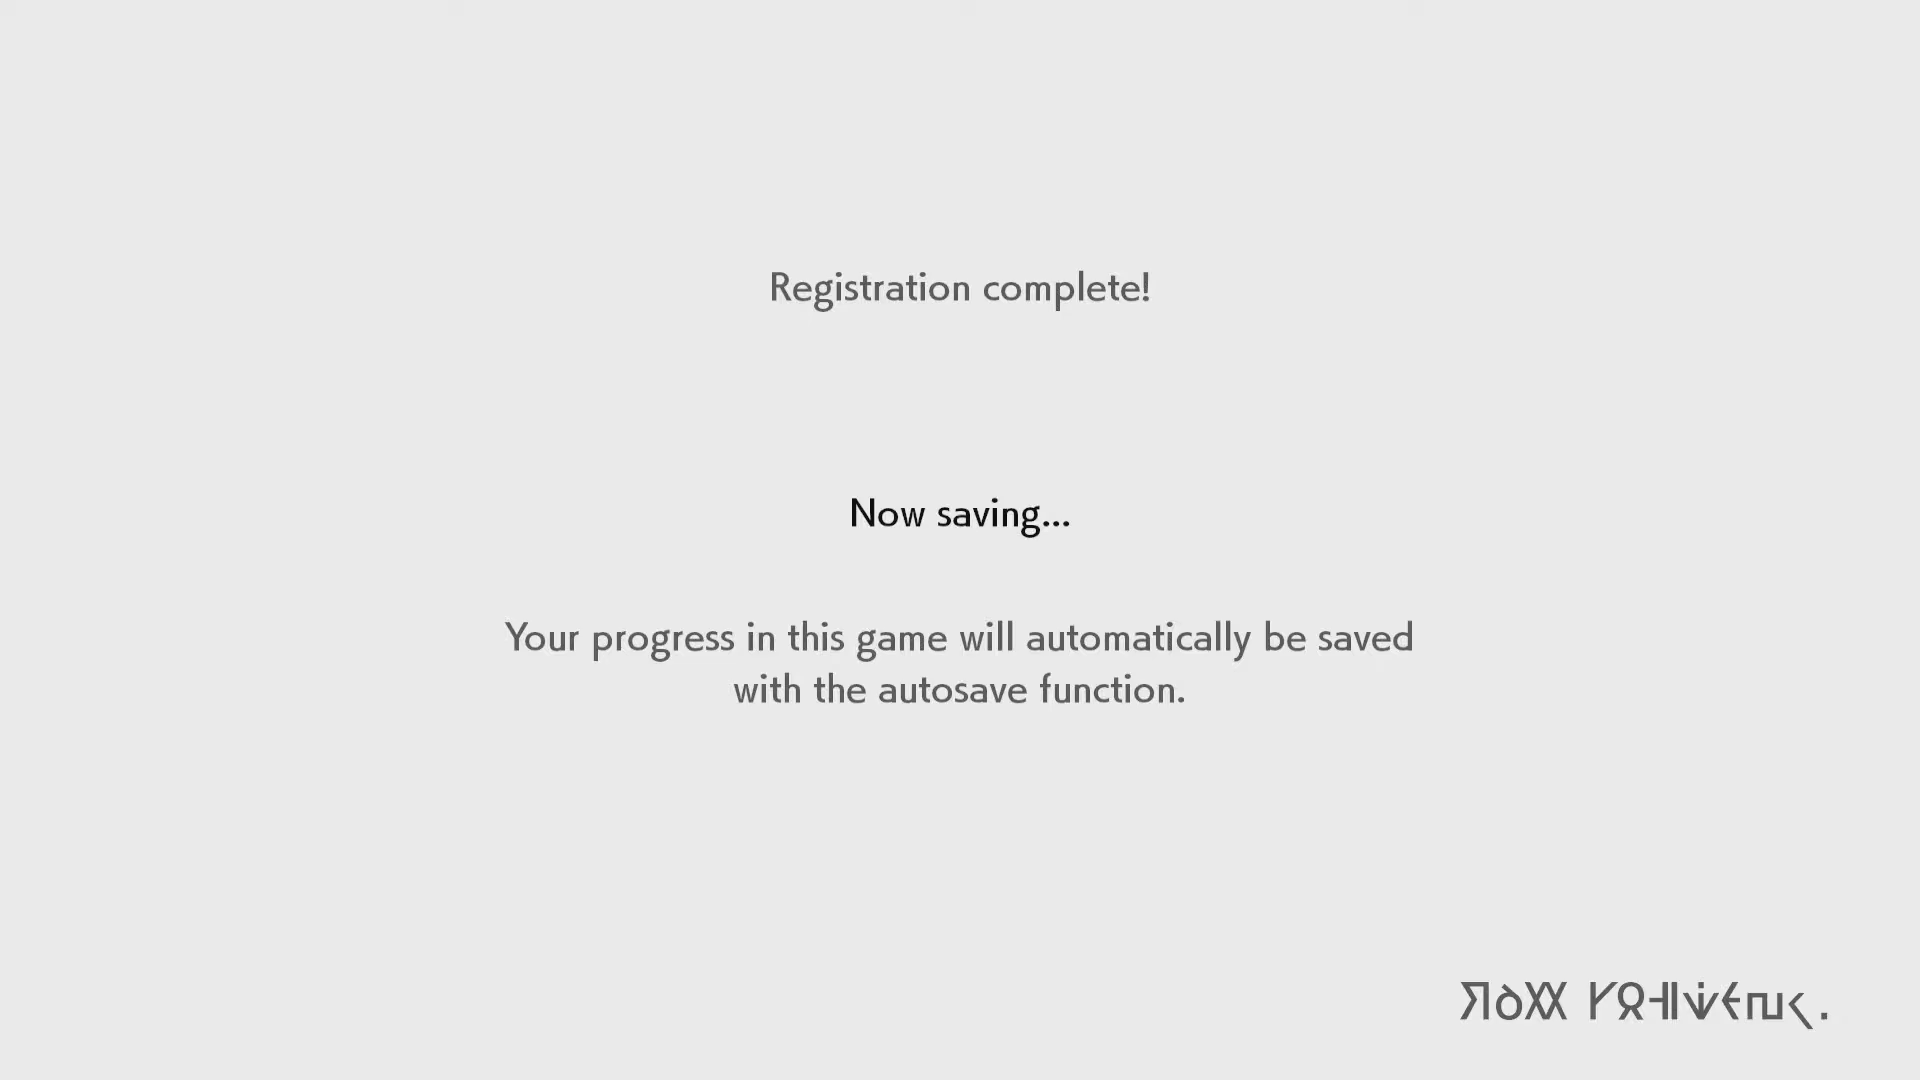 Registration complete!
Now saving...
Your progress in this game will automatically be saved
with the autosave function.